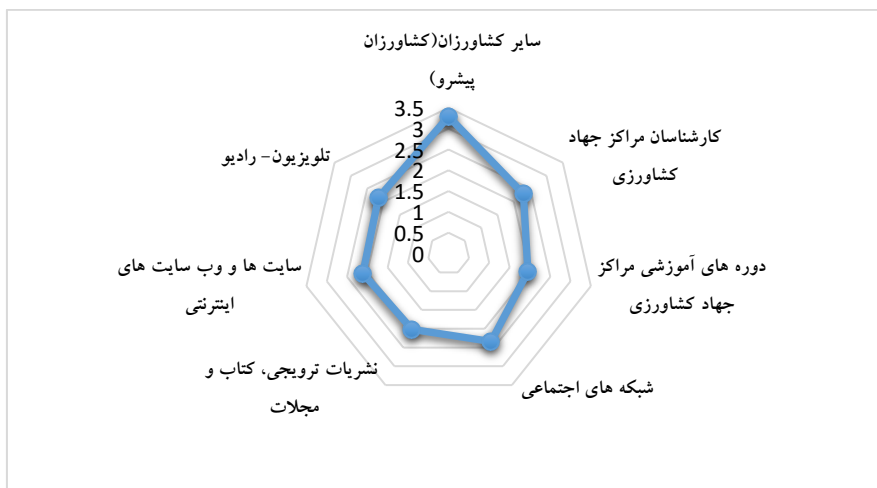 سایر کشاورزان(کشاورزان
پیشرو)
کارشناسان مراکز جهاد
کشاورزی
دوره های آموزشی مراکز
جهاد کشاورزی
شبکه های اجتماعی
نشریات ترویجی، کتاب و
مجلات
سایت ها و وب سایت های
اینترنتی
تلویزیون- رادیو
3.5
3
2.5
2
1.5
1
0.5
0